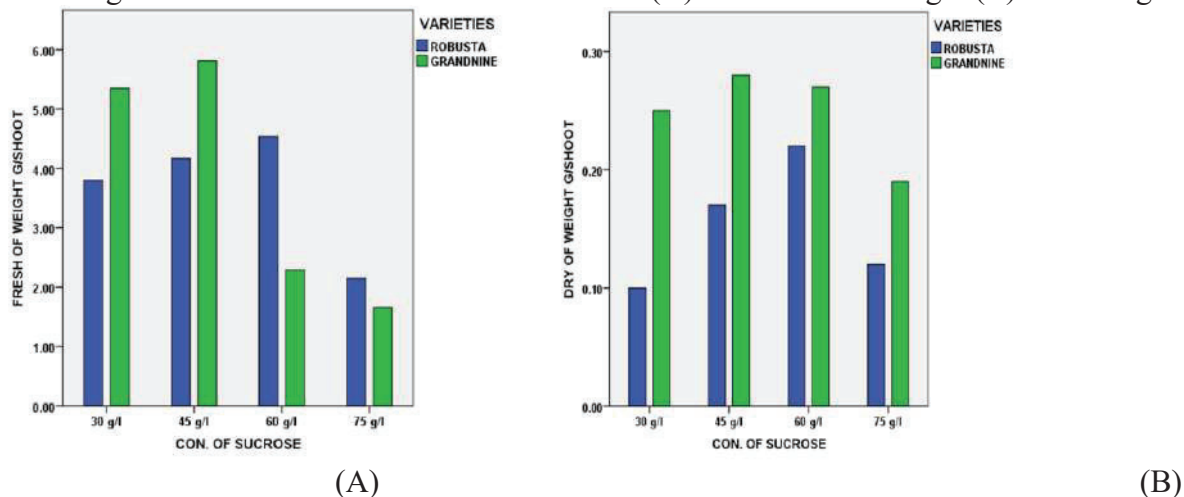 VARIETIES
ROBUSTA
GRANDNINE
6.00
5.00
4.00
3.00
2.00
1.00
0.00
FRESH OF WEIGHT G/SHOOT
30 g/l 45 g/l 60 g/l 75 g/l
CON. OF SUCROSE
(A)
VARIETIES
ROBUSTA
GRANDNINE
0.30
0.20
0.10
0.00
DRY OF WEIGHT G/SHOOT
30 g/l 45 g/l 60 g/l 75 g/l
CON. OF SUCROSE
(B)